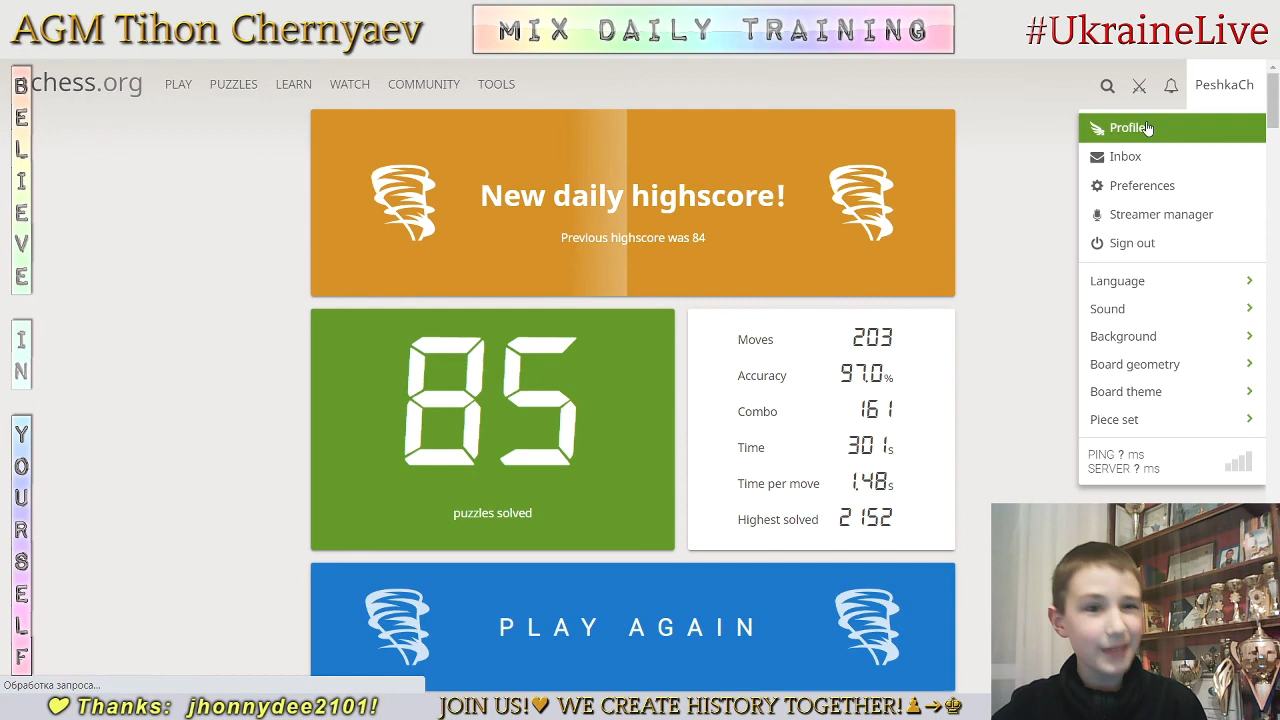 AGM Tihon Chernyaev
MIX DAILY TRAINING
#UkraineLive
BELIEVE
IN
YOURSELF
chess.org
PLAY
PUZZLES
LEARN
WATCH
COMMUNITY
TOOLS
PeshkaCh
Profile
Inbox
Preferences
Streamer manager
Sign out
Language
Sound
Background
Board geometry
Board theme
Piece set
PING ? ms
SERVER ? ms
New daily highscore!
Previous highscore was 84
85
puzzles solved
Moves 203
Accuracy 97.0%
Combo 161
Time 301s
Time per move 1.48s
Highest solved 2152
PLAY AGAIN
Обработка запроса...
Thanks: jhonnydee2101!
JOIN US! WE CREATE HISTORY TOGETHER!